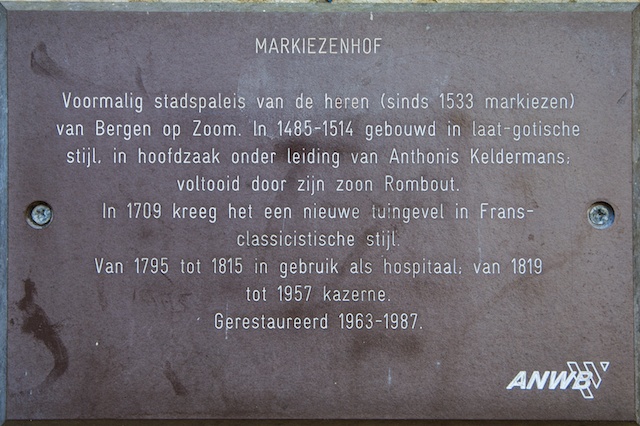 MARKIEZENHOF
Voormalig stadspaleis van de heren (sinds 1533 markiezen)
van Bergen op Zoom. In 1485-1514 gebouwd in laat-gotische
stijl, in hoofdzaak onder leiding van Anthonis Keldermans;
voltooid door zijn zoon Rombout.
In 1709 kreeg het een nieuwe tuingevel in Frans-
classicistische stijl.
Van 1795 tot 1815 in gebruik als hospitaal; van 1819
tot 1957 kazerne.
Gerestaureerd 1963-1987.
ANWB